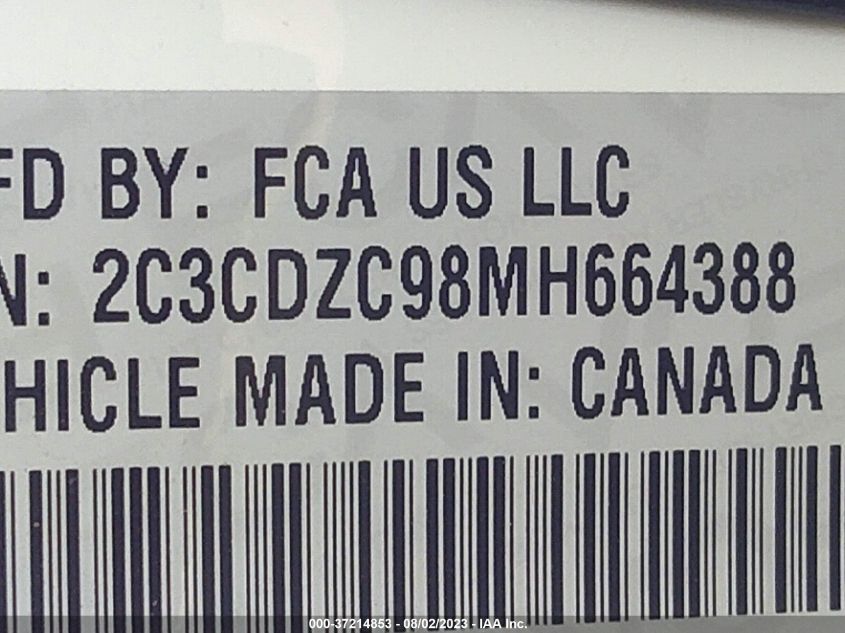 FD BY: FCA US LLC
N: 2C3CDZC98MH664388
HICLE MADE IN: CANADA
000-37214853 - 08/02/2023 - IAA Inc.